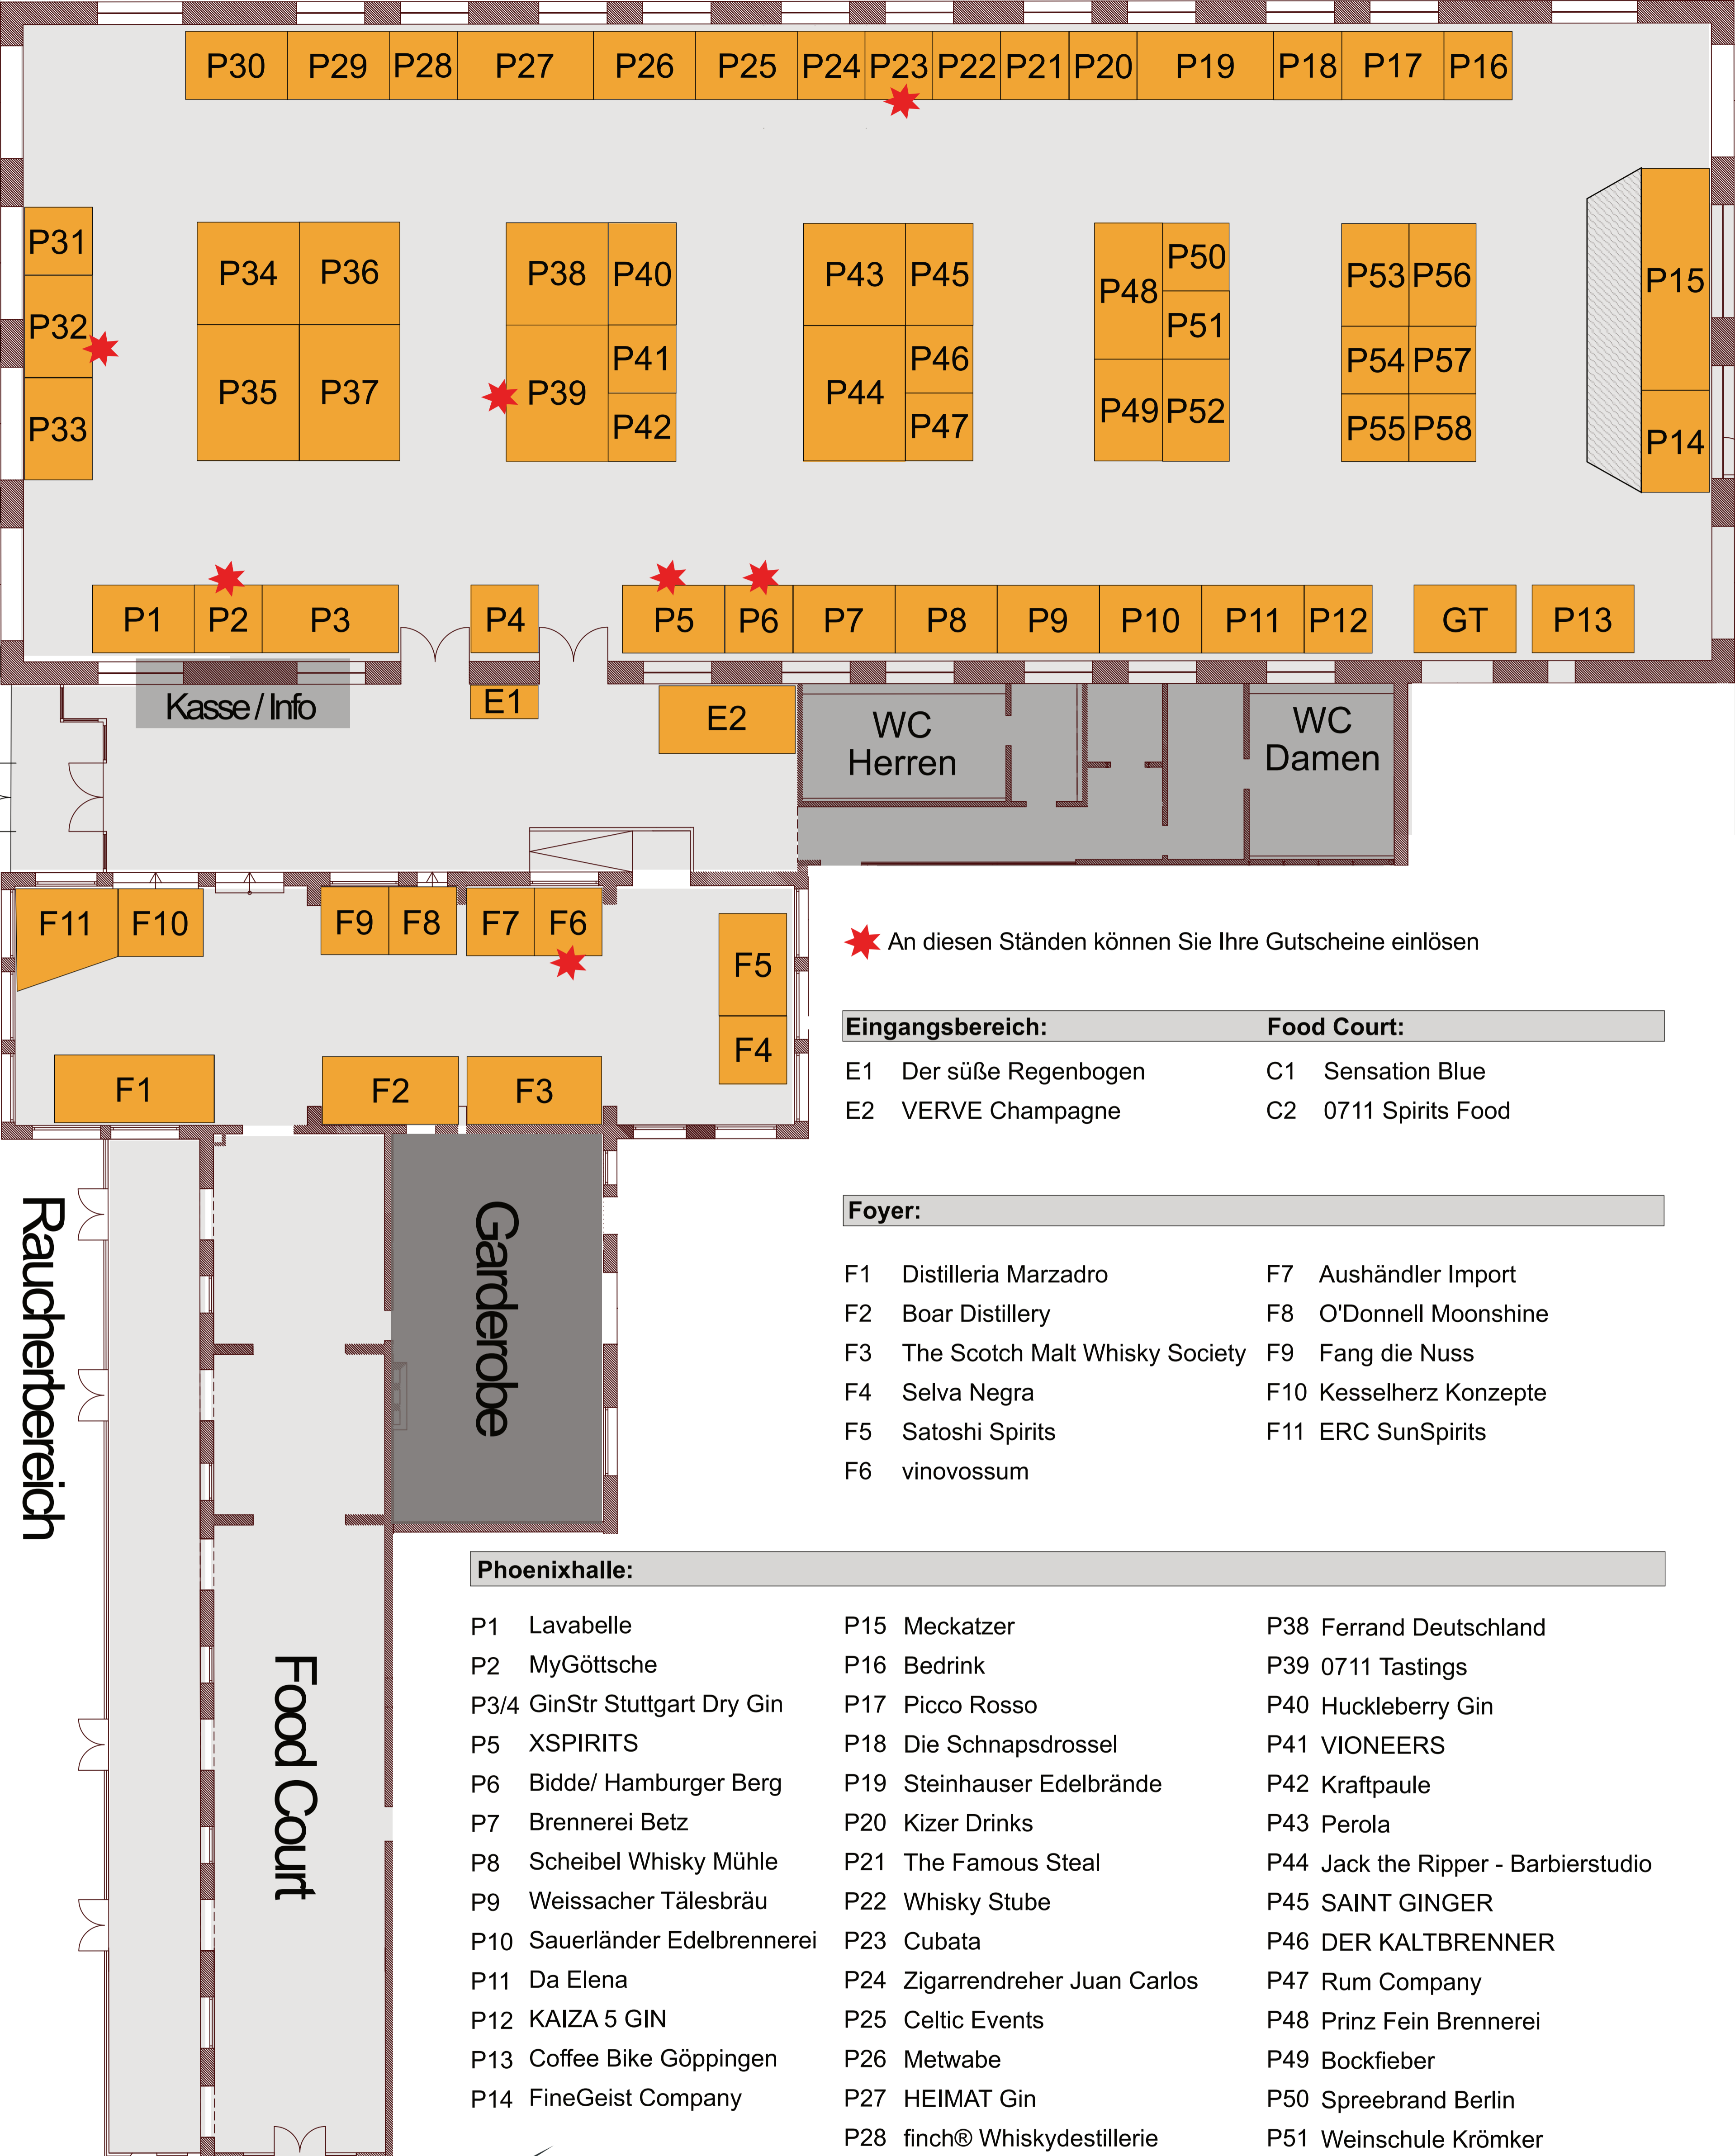 P30 P29 P28 P27 P26 P25 P24 P23 P22 P21 P20 P19 P18 P17 P16
P31
P32
P33
P34 P36
P35 P37
P38 P40
P39 P41
P42
P43 P45
P44 P46
P47
P48 P50
P51
P49 P52
P53 P56
P54 P57
P55 P58
P15
P14
P1 P2 P3 P4 P5 P6 P7 P8 P9 P10 P11 P12 GT P13
Kasse / Info
E1
E2
WC
Herren
WC
Damen
F11 F10 F9 F8 F7 F6
F5
F4
F1 F2 F3
Raucherbereich
Garderobe
Food Court
An diesen Ständen können Sie Ihre Gutscheine einlösen
Eingangsbereich:
E1 Der süße Regenbogen
E2 VERVE Champagne
Food Court:
C1 Sensation Blue
C2 0711 Spirits Food
Foyer:
F1 Distilleria Marzadro
F2 Boar Distillery
F3 The Scotch Malt Whisky Society
F4 Selva Negra
F5 Satoshi Spirits
F6 vinovossum
F7 Aushändler Import
F8 O'Donnell Moonshine
F9 Fang die Nuss
F10 Kesselherz Konzepte
F11 ERC SunSpirits
Phoenixhalle:
P1 Lavabelle
P2 MyGöttsche
P3/4 GinStr Stuttgart Dry Gin
P5 XSPIRITS
P6 Bidde/ Hamburger Berg
P7 Brennerei Betz
P8 Scheibel Whisky Mühle
P9 Weissacher Tälesbräu
P10 Sauerländer Edelbrennerei
P11 Da Elena
P12 KAIZA 5 GIN
P13 Coffee Bike Göppingen
P14 FineGeist Company
P15 Meckatzer
P16 Bedrink
P17 Picco Rosso
P18 Die Schnapsdrossel
P19 Steinhauser Edelbrände
P20 Kizer Drinks
P21 The Famous Steal
P22 Whisky Stube
P23 Cubata
P24 Zigarrendreher Juan Carlos
P25 Celtic Events
P26 Metwabe
P27 HEIMAT Gin
P28 finch® Whiskydestillerie
P38 Ferrand Deutschland
P39 0711 Tastings
P40 Huckleberry Gin
P41 VIONEERS
P42 Kraftpaule
P43 Perola
P44 Jack the Ripper - Barbierstudio
P45 SAINT GINGER
P46 DER KALTBRENNER
P47 Rum Company
P48 Prinz Fein Brennerei
P49 Bockfieber
P50 Spreebrand Berlin
P51 Weinschule Krömker